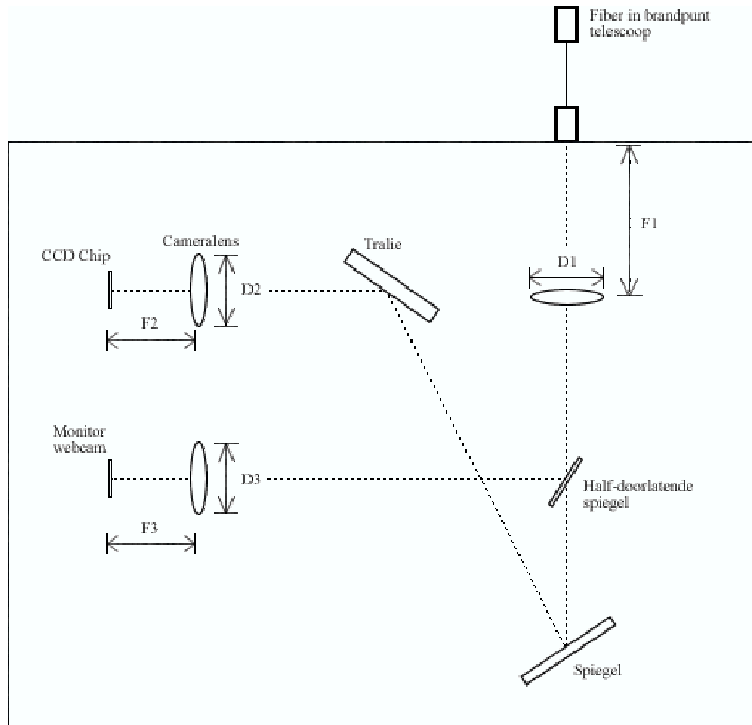 Fiber in brandpunt
telescoop
F1
Tralie
Cameralens
CCD Chip
D1
D2
F2
Monitor
webcam
D3
Half-doorlatende
spiegel
F3
Spiegel